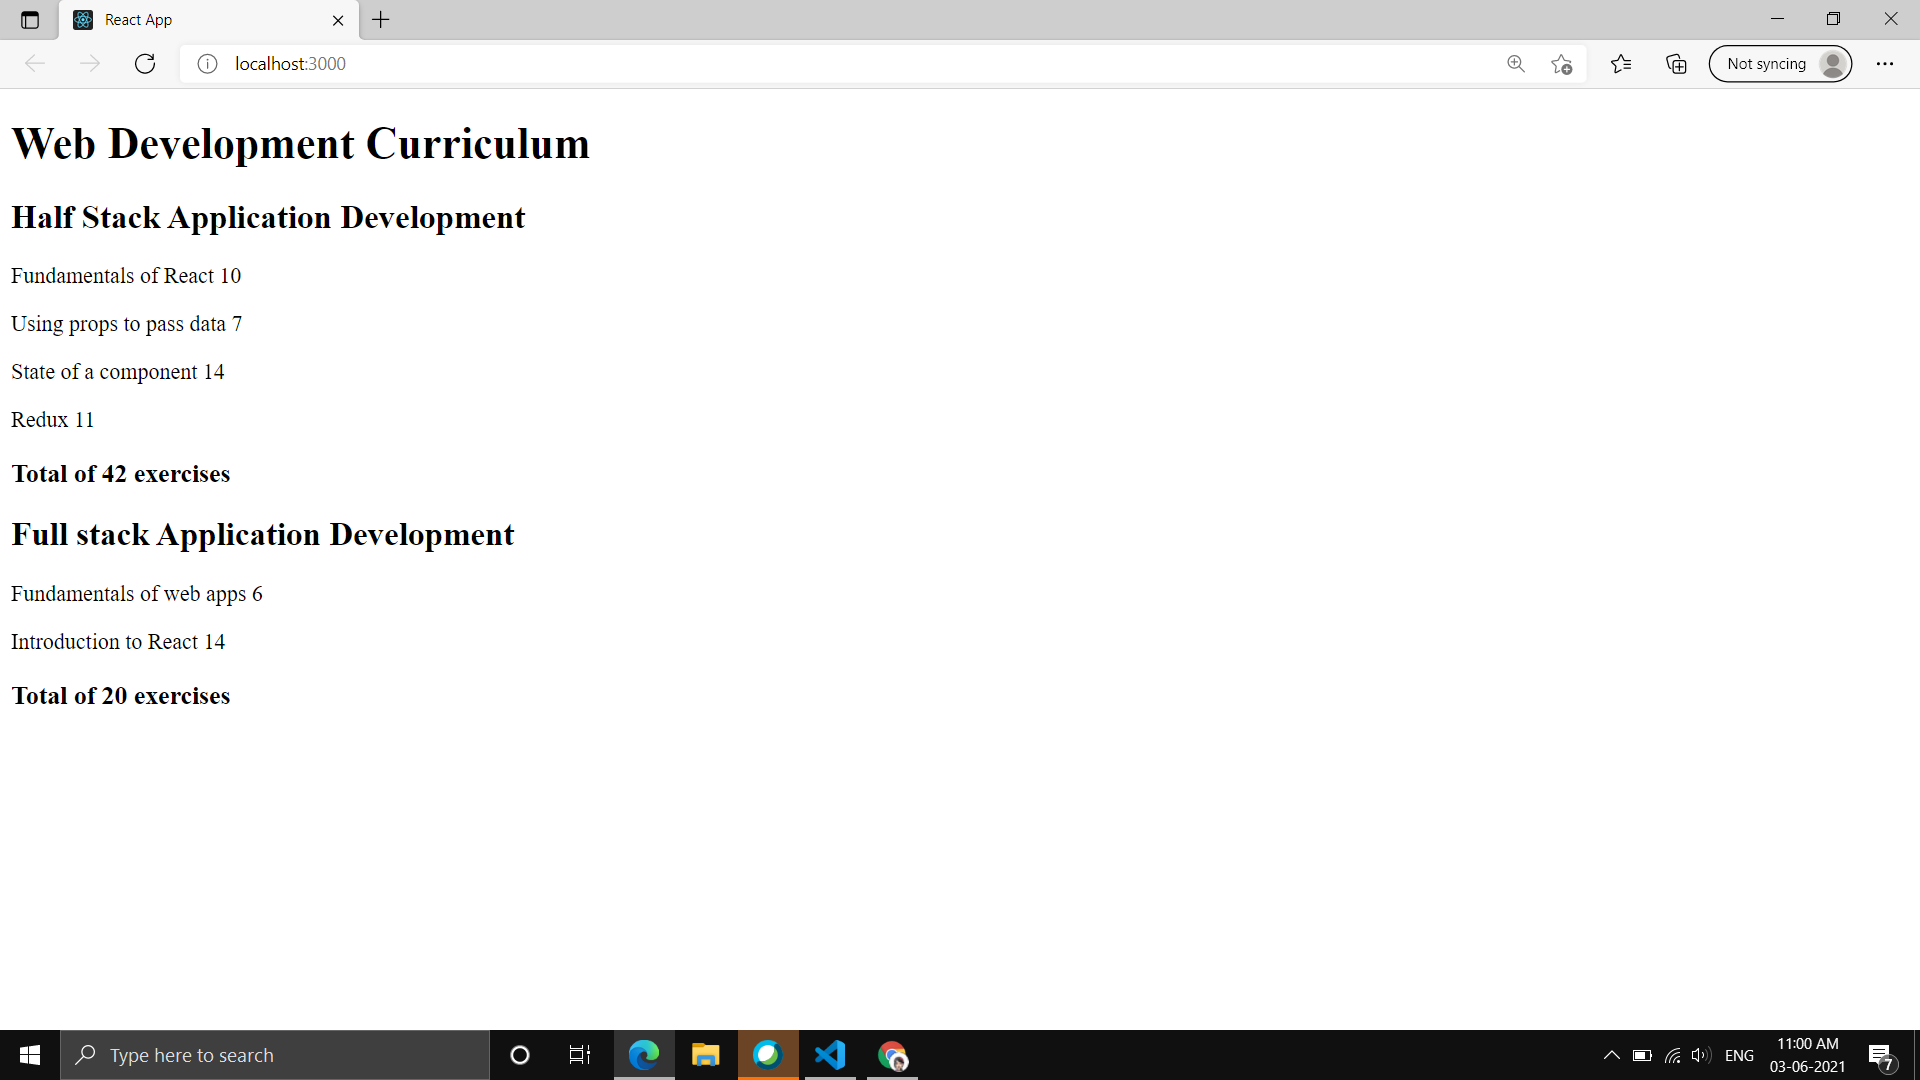 React App
localhost:3000
Not syncing
Web Development Curriculum
Half Stack Application Development
Fundamentals of React 10
Using props to pass data 7
State of a component 14
Redux 11
Total of 42 exercises
Full stack Application Development
Fundamentals of web apps 6
Introduction to React 14
Total of 20 exercises
Type here to search
ENG
11:00 AM
03-06-2021
7